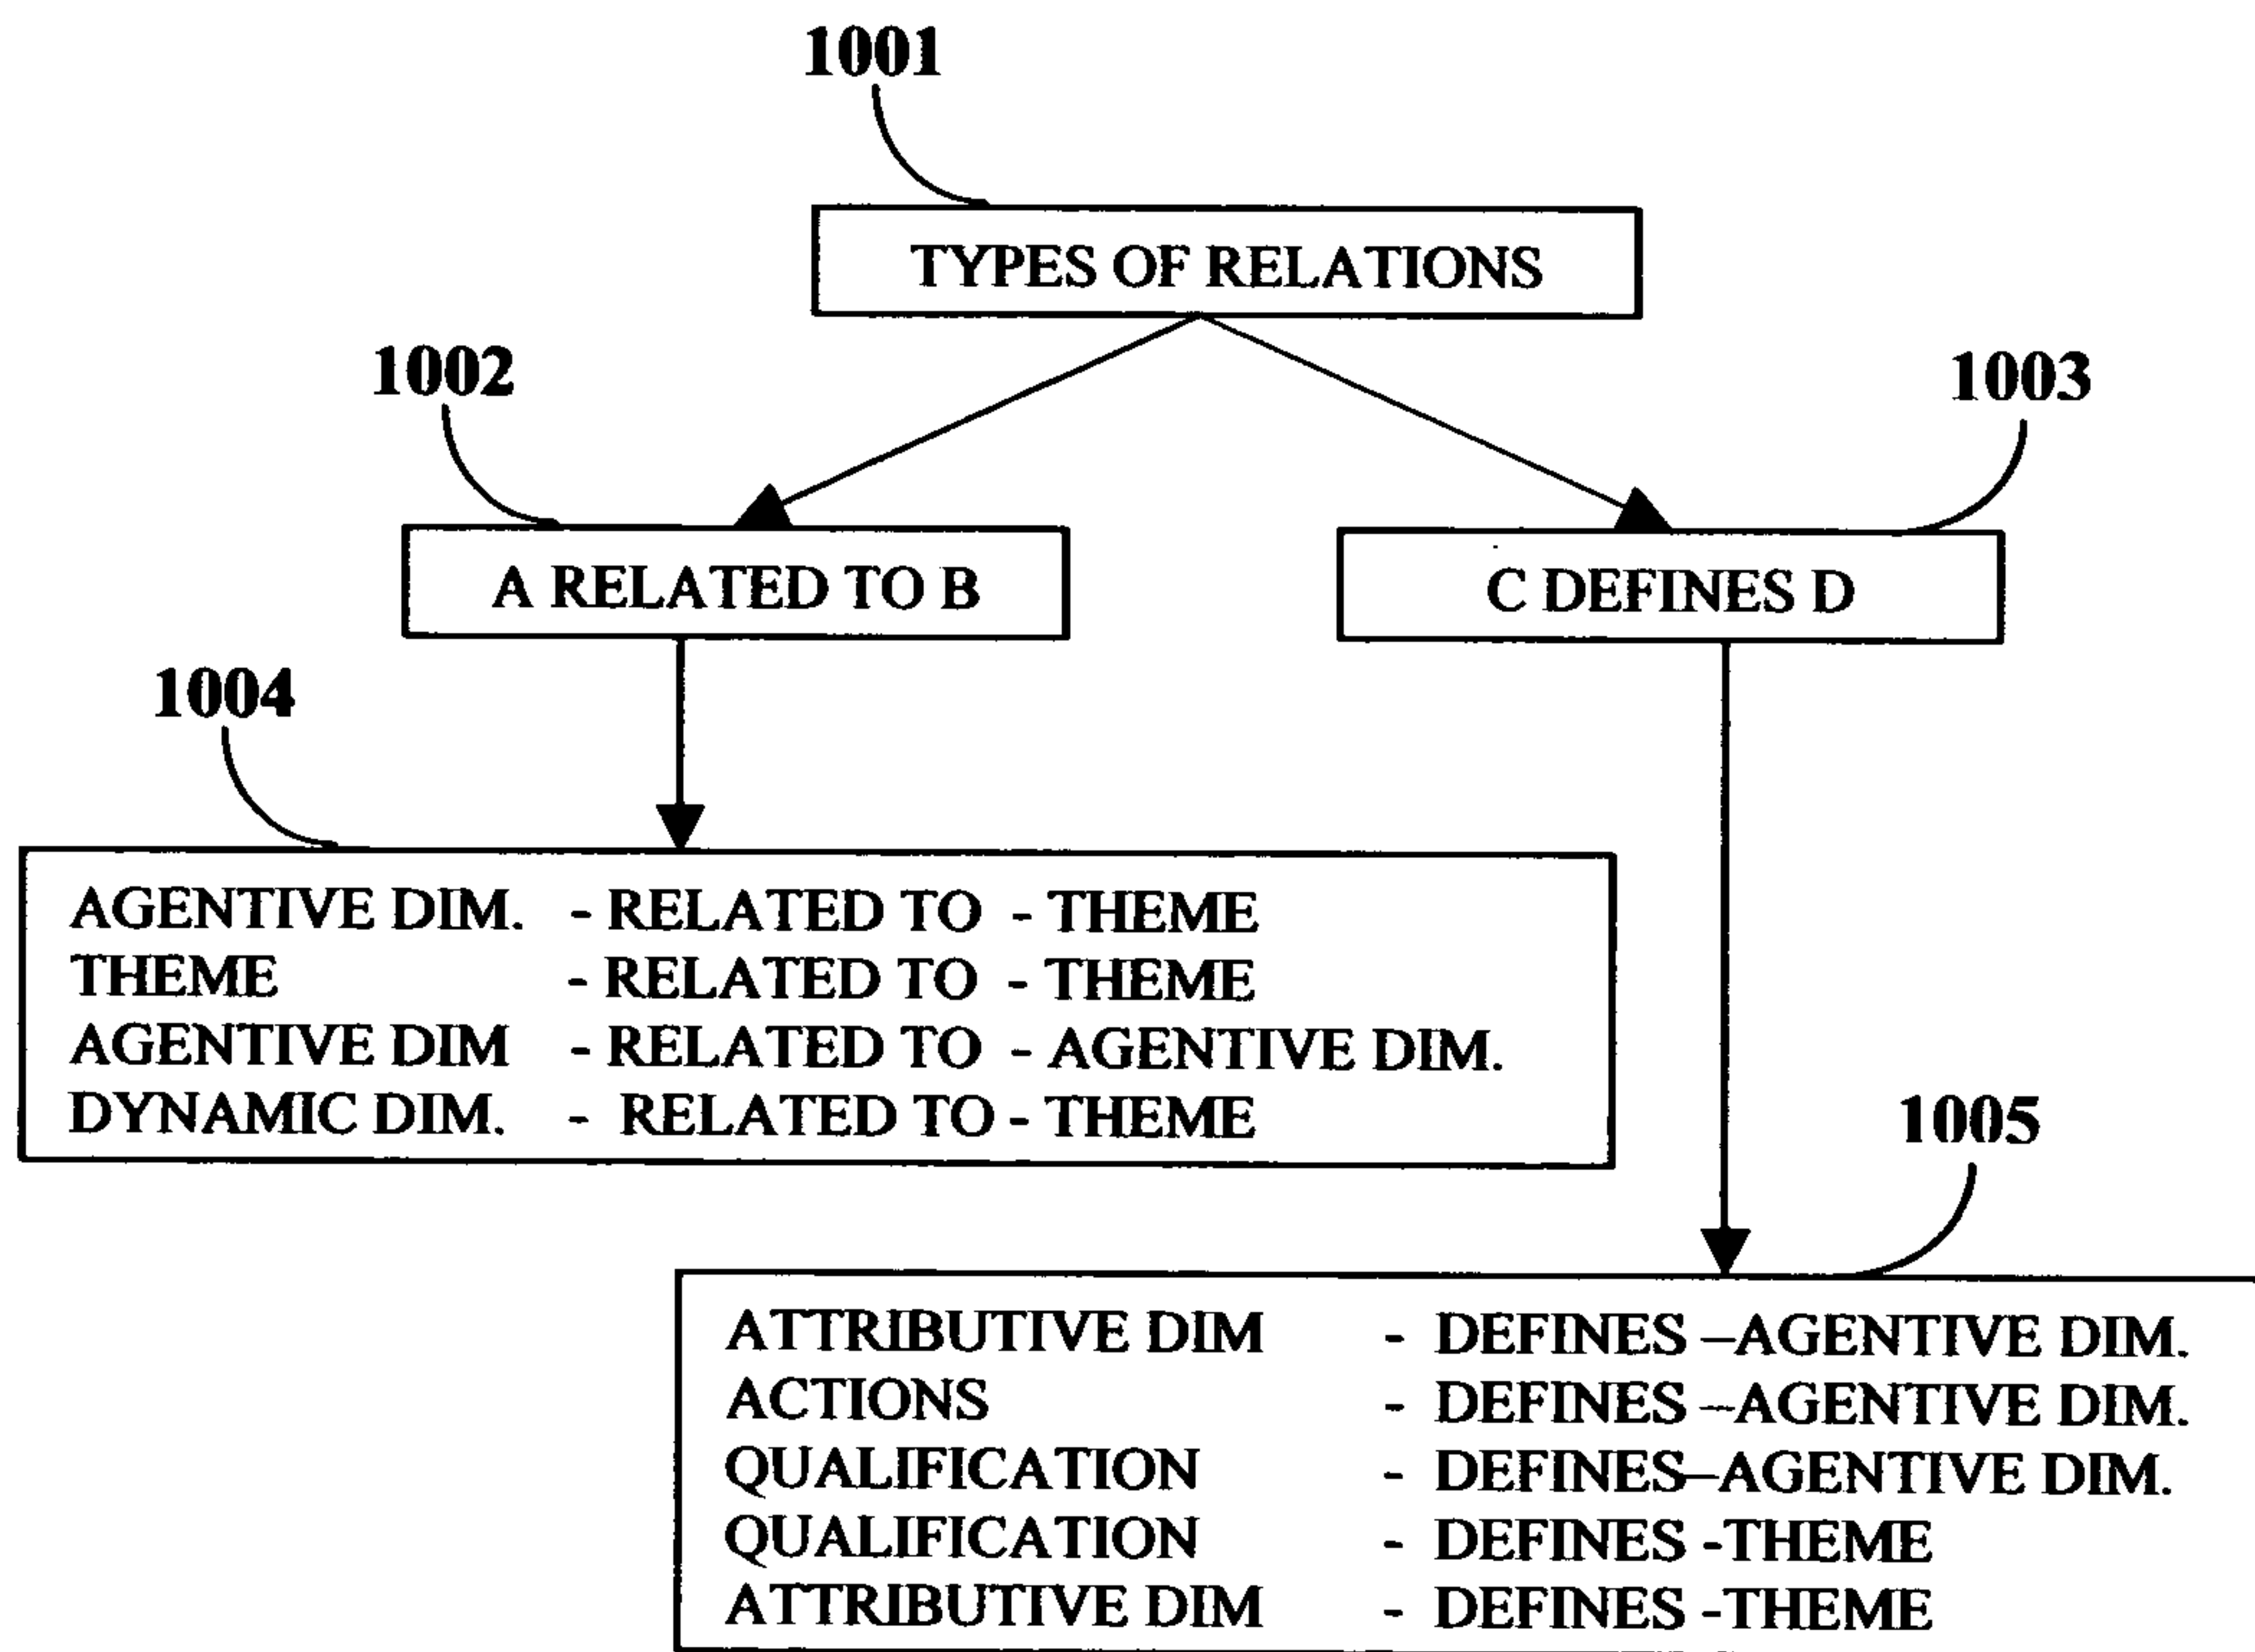 1001
TYPES OF RELATIONS
1002
1003
A RELATED TO B
C DEFINES D
1004
AGENTIVE DIM. - RELATED TO - THEME
THEME - RELATED TO - THEME
AGENTIVE DIM - RELATED TO - AGENTIVE DIM.
DYNAMIC DIM. - RELATED TO - THEME
1005
ATTRIBUTIVE DIM - DEFINES –AGENTIVE DIM.
ACTIONS - DEFINES –AGENTIVE DIM.
QUALIFICATION - DEFINES–AGENTIVE DIM.
QUALIFICATION - DEFINES -THEME
ATTRIBUTIVE DIM - DEFINES -THEME